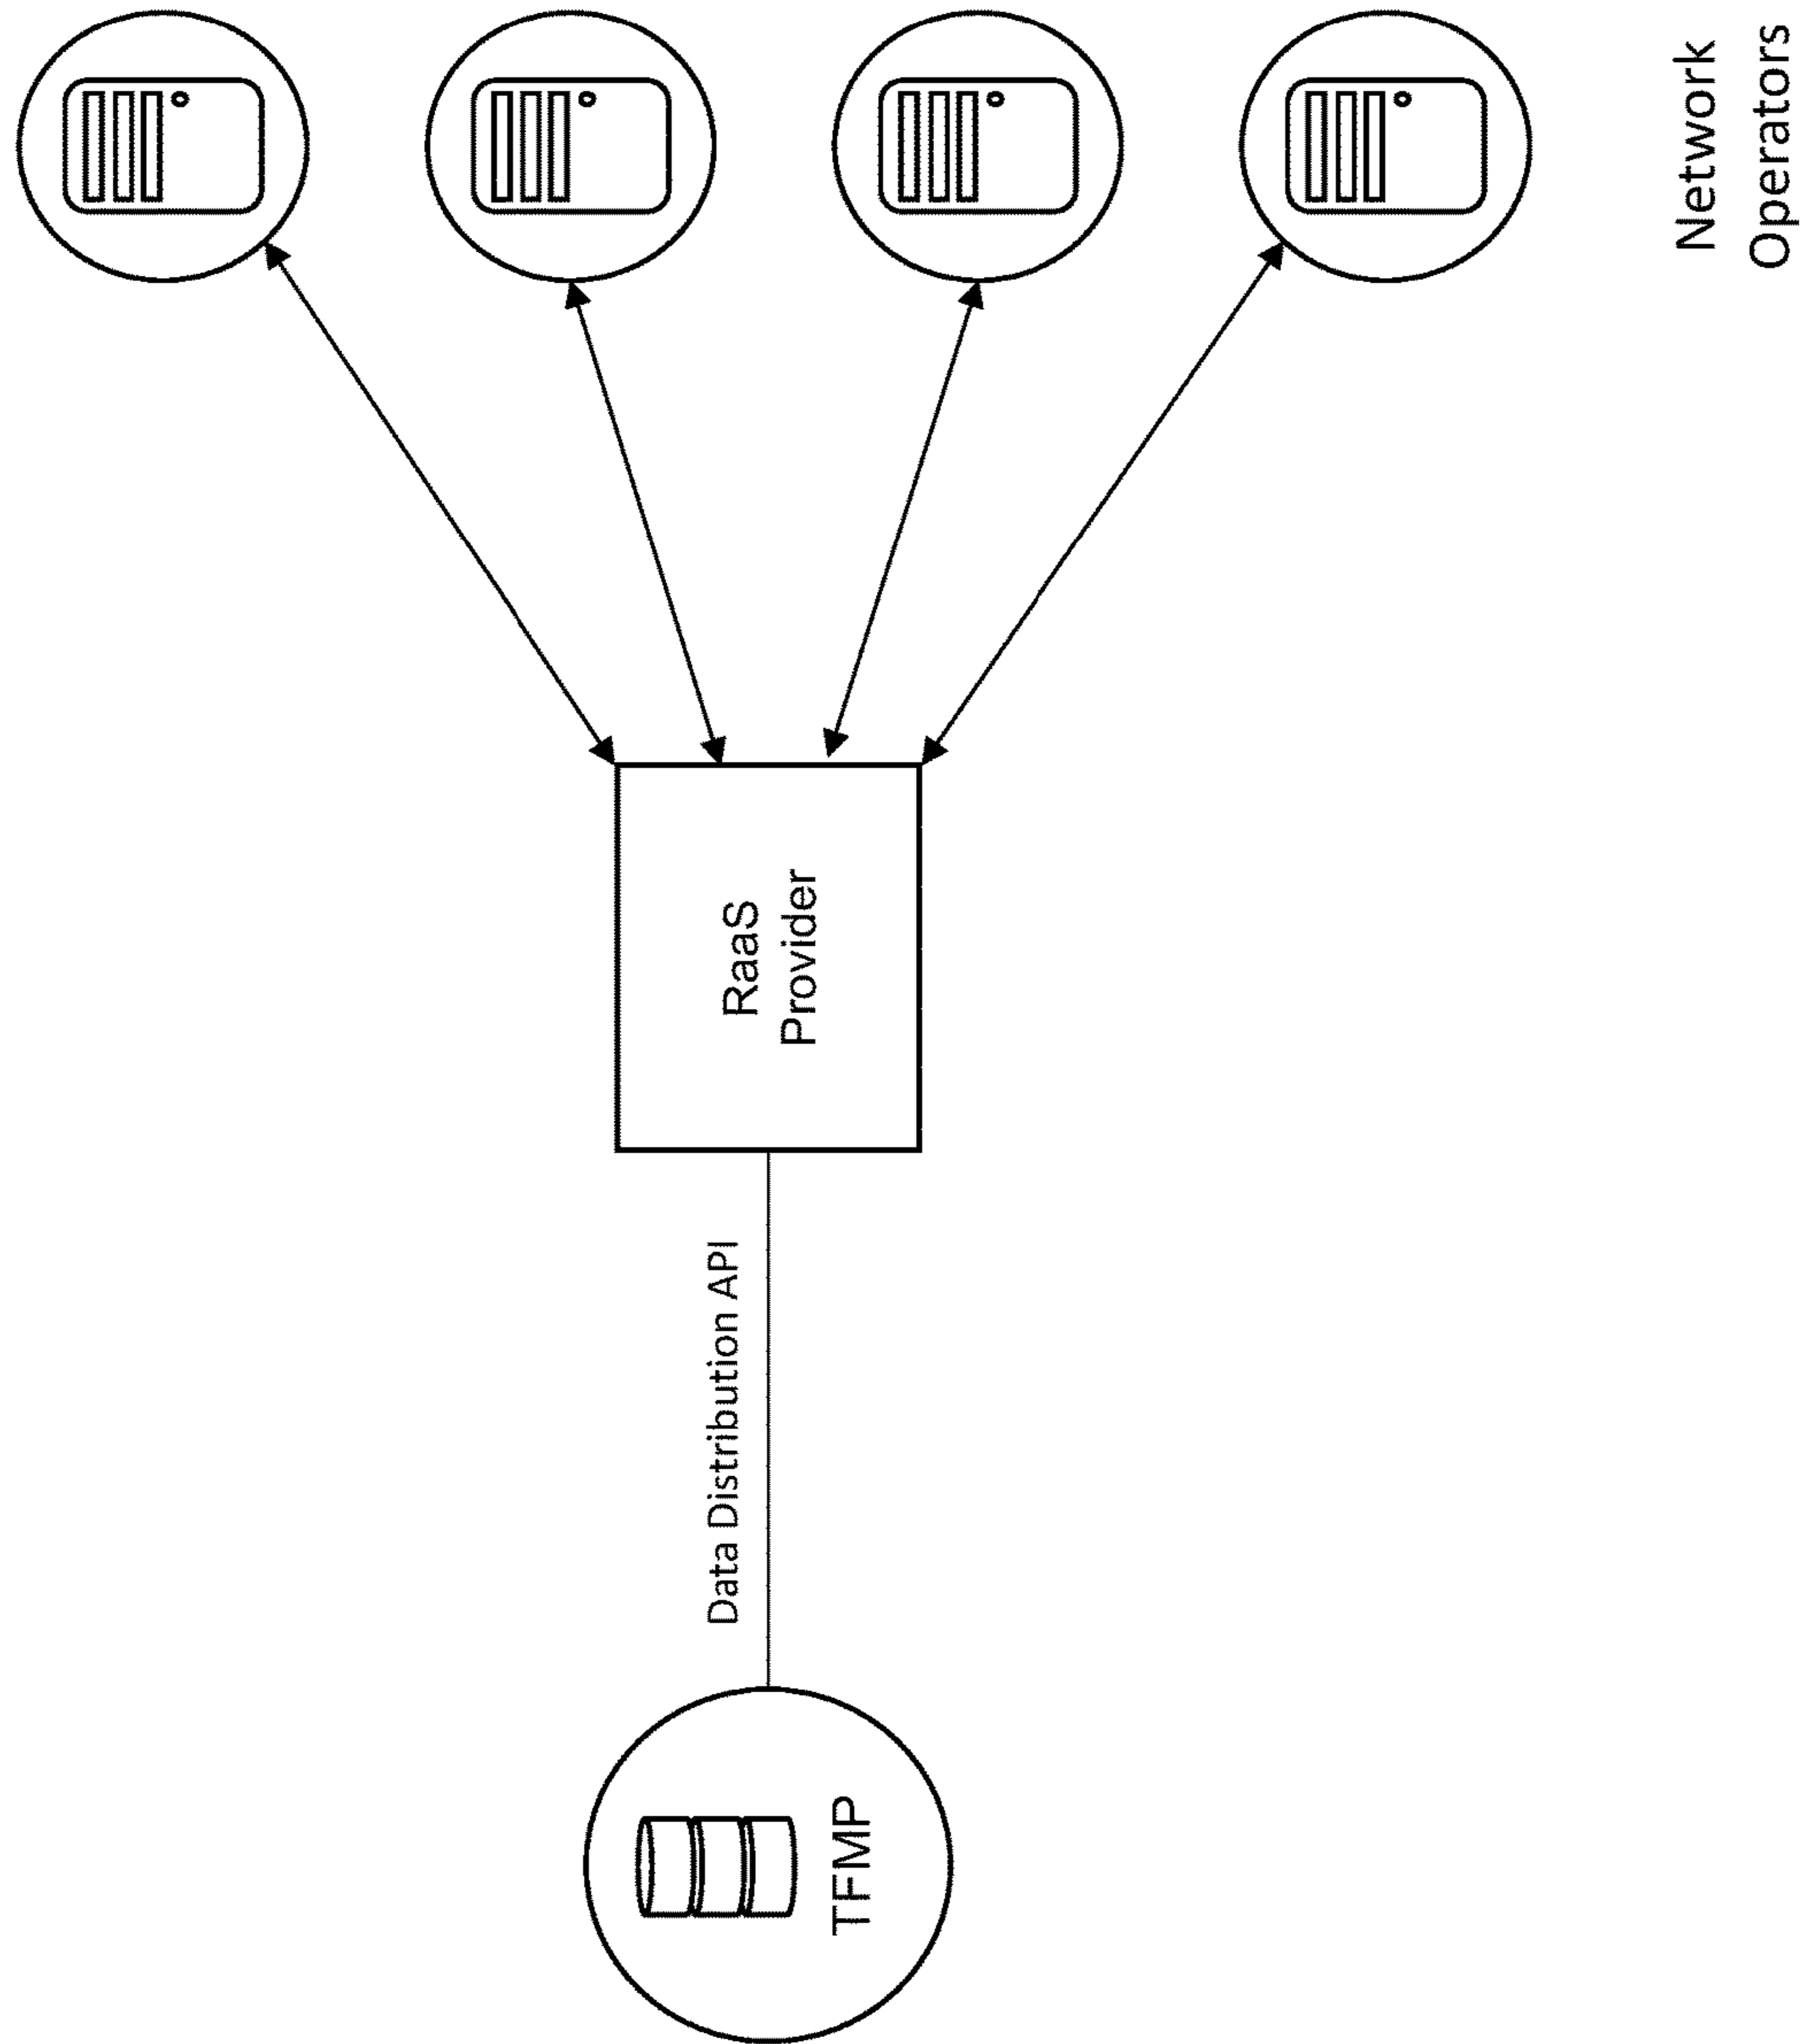 TFMP
Data Distribution API
RaaS
Provider
Network
Operators